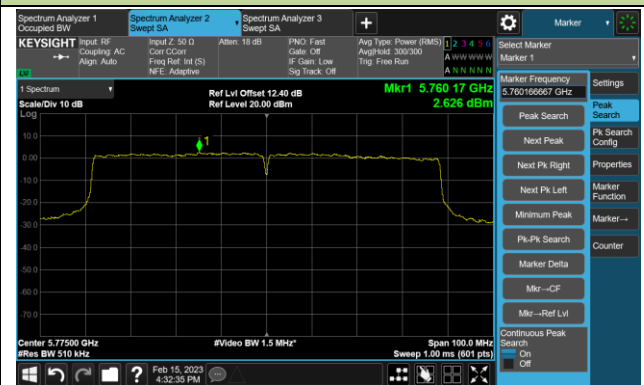 Spectrum Analyzer 1
Occupied BW
Spectrum Analyzer 2
Swept SA
Spectrum Analyzer 3
Swept SA
+
Marker
KEYSIGHT
Input: RF
Coupling: AC
Align: Auto
Input Z: 50 Ω
Corr CCorr
Freq Ref: Int (S)
NFE: Adaptive
Atten: 18 dB
PNO: Fast
Gate: Off
IF Gain: Low
Sig Track: Off
Avg Type: Power (RMS)
Avg|Hold: 300/300
Trig: Free Run
1 2 3 4 5 6
A W W W W W
A N N N N N
LXI
Select Marker
Marker 1
1 Spectrum
Scale/Div 10 dB
Log
Ref Lvl Offset 12.40 dB
Ref Level 20.00 dBm
Mkr1 5.760 17 GHz
2.626 dBm
1
10.0
0.00
-10.0
-20.0
-30.0
-40.0
-50.0
-60.0
-70.0
Center 5.77500 GHz
#Res BW 510 kHz
#Video BW 1.5 MHz*
Span 100.0 MHz
Sweep 1.00 ms (601 pts)
Marker Frequency
5.760166667 GHz
Peak Search
Next Peak
Next Pk Right
Next Pk Left
Minimum Peak
Pk-Pk Search
Marker Delta
Mkr→CF
Mkr→Ref Lvl
Continuous Peak
Search
On
Off
Settings
Peak
Search
Pk Search
Config
Properties
Marker
Function
Marker→
Counter
?
Feb 15, 2023
4:32:35 PM